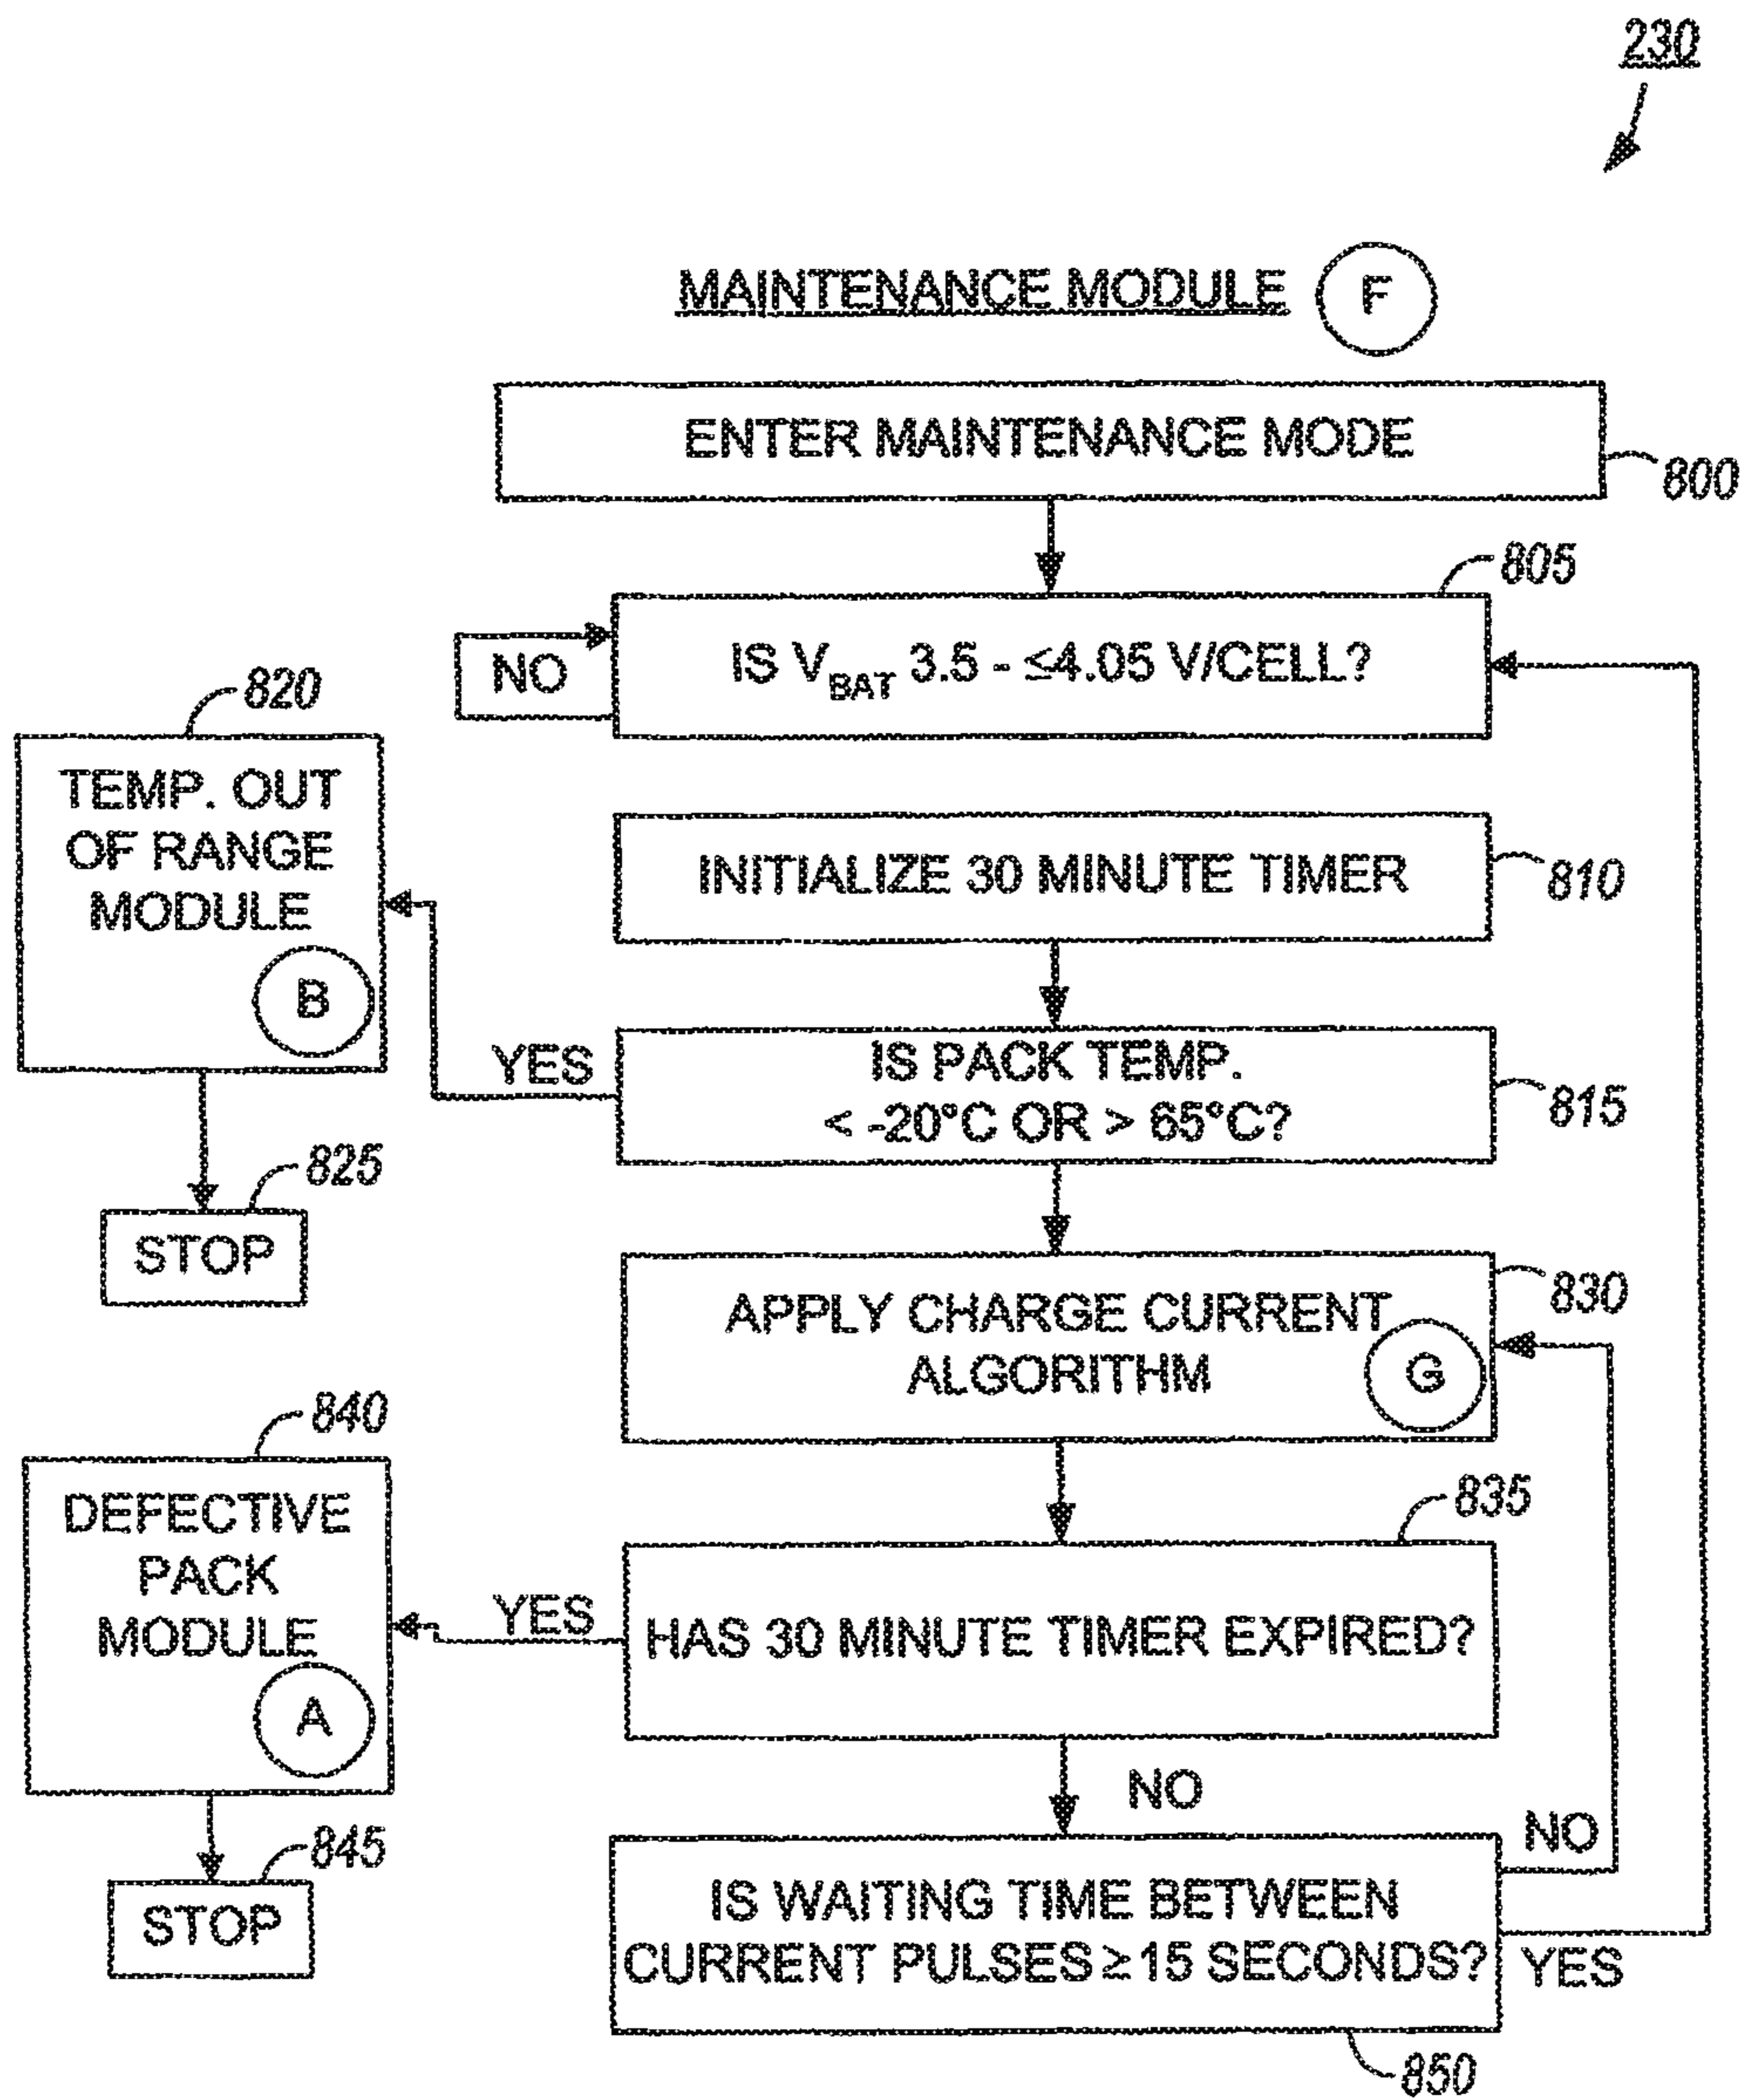 230
MAINTENANCE MODULE F
ENTER MAINTENANCE MODE
800
805
IS VBAT 3.5 - ≤4.05 V/CELL?
NO
820
TEMP. OUT
OF RANGE
MODULE
B
INITIALIZE 30 MINUTE TIMER
810
YES
IS PACK TEMP.
< -20°C OR > 65°C?
815
825
STOP
830
APPLY CHARGE CURRENT
ALGORITHM
G
840
DEFECTIVE
PACK
MODULE
A
835
YES
HAS 30 MINUTE TIMER EXPIRED?
NO
845
STOP
NO
IS WAITING TIME BETWEEN
CURRENT PULSES ≥ 15 SECONDS?
YES
850